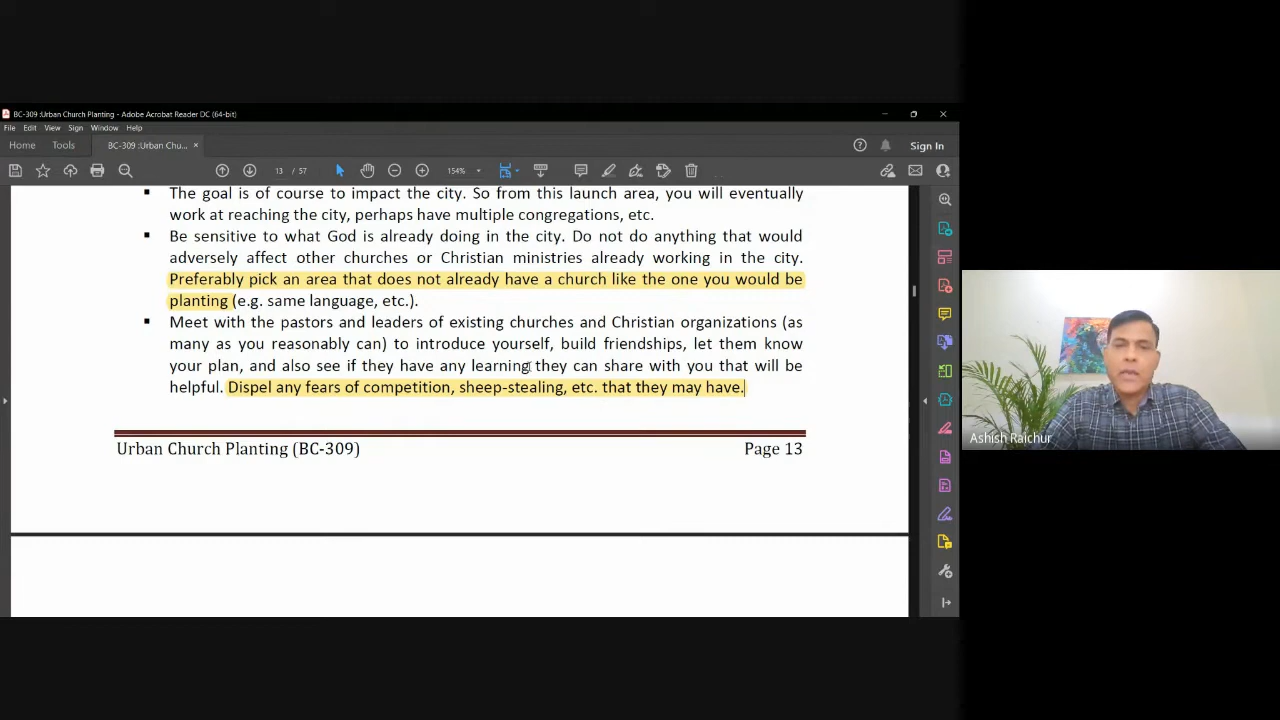 BC-309 :Urban Church Planting - Adobe Acrobat Reader DC (64-bit)
File Edit View Sign Window Help
Home Tools BC-309 :Urban Chu... × Sign In
13 / 57 154%
▪ The goal is of course to impact the city. So from this launch area, you will eventually
work at reaching the city, perhaps have multiple congregations, etc.
▪ Be sensitive to what God is already doing in the city. Do not do anything that would
adversely affect other churches or Christian ministries already working in the city.
Preferably pick an area that does not already have a church like the one you would be
planting (e.g. same language, etc.).
▪ Meet with the pastors and leaders of existing churches and Christian organizations (as
many as you reasonably can) to introduce yourself, build friendships, let them know
your plan, and also see if they have any learning they can share with you that will be
helpful. Dispel any fears of competition, sheep-stealing, etc. that they may have.
Urban Church Planting (BC-309) Page 13
Ashish Raichur